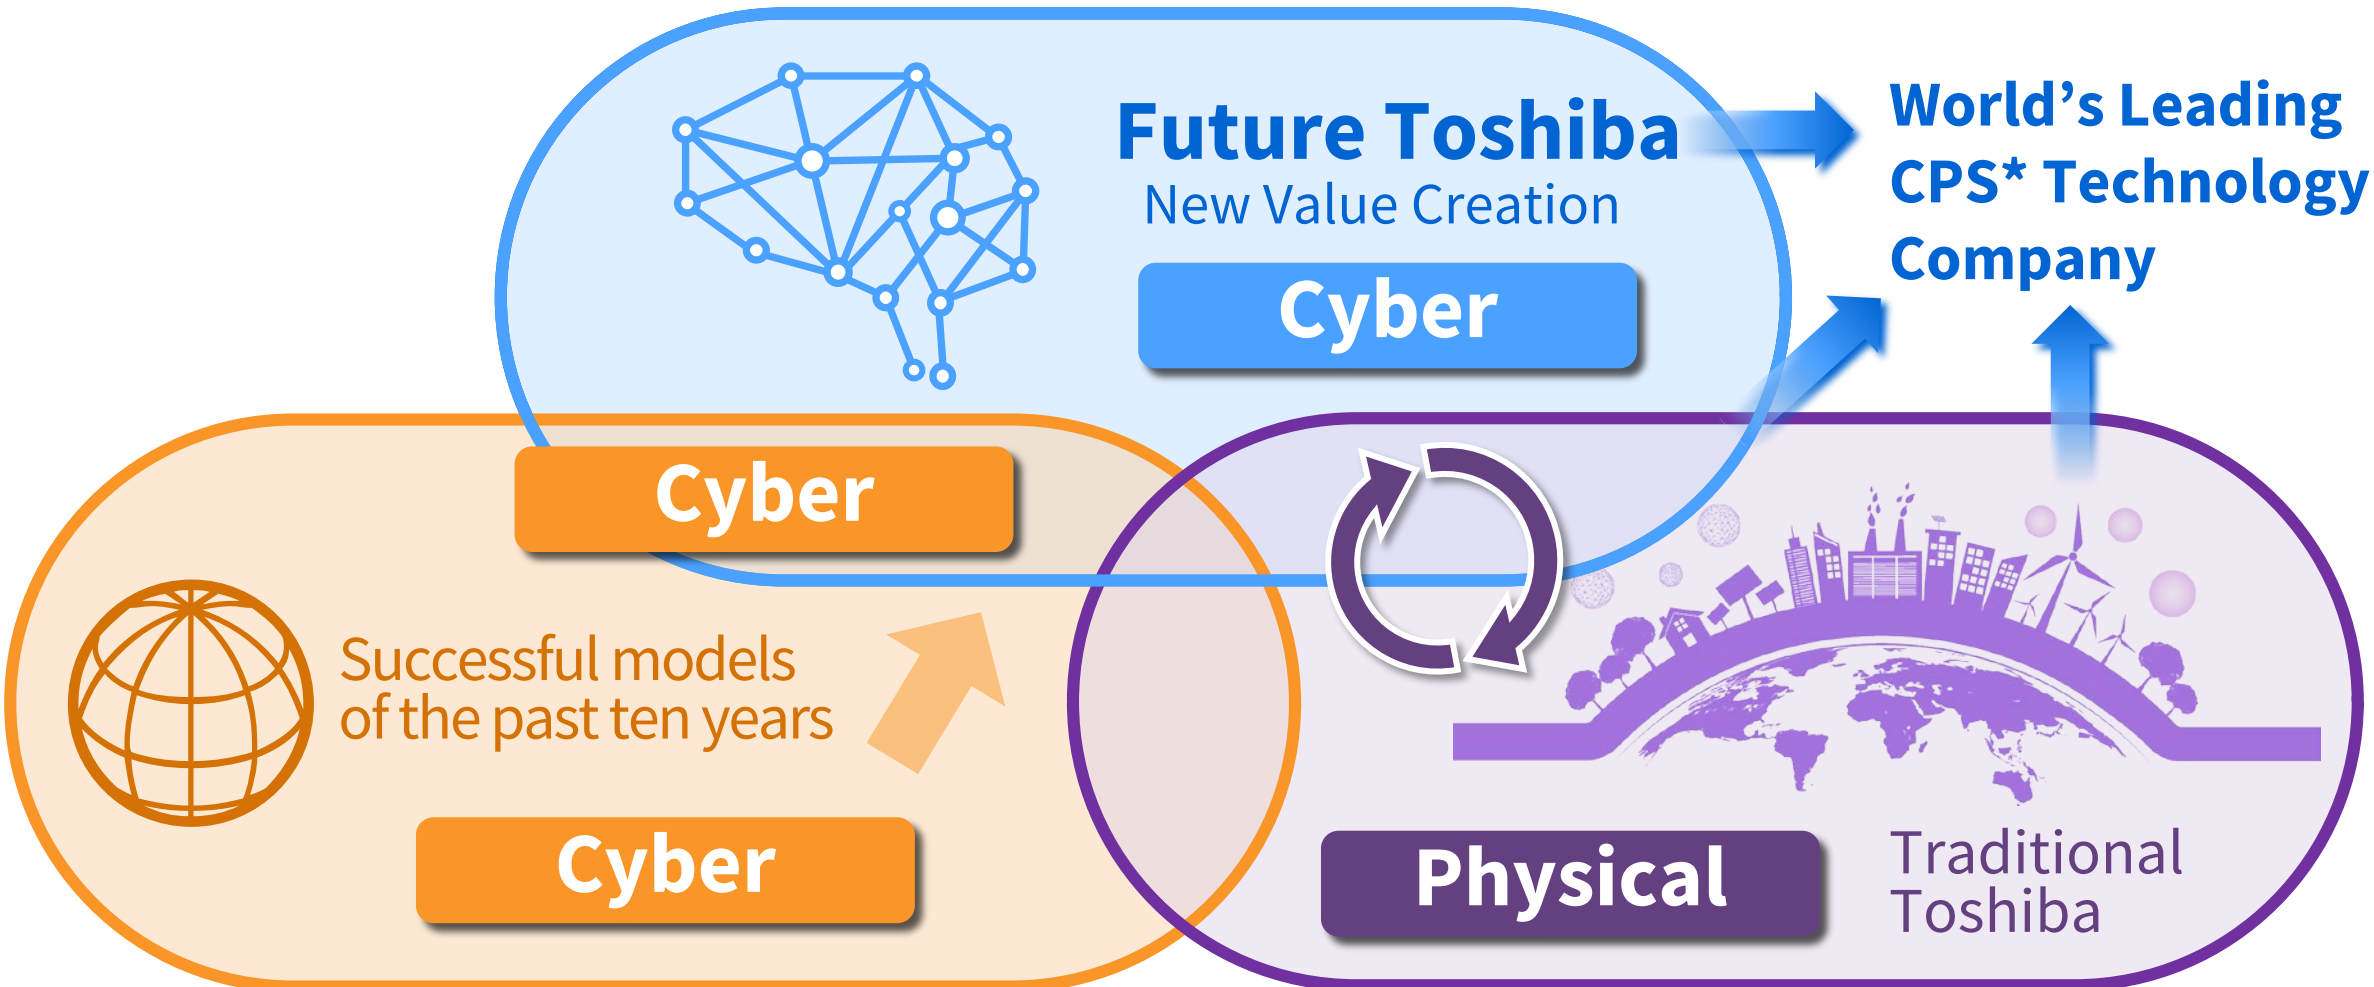 Future Toshiba
New Value Creation
Cyber
World’s Leading
CPS* Technology
Company
Cyber
Successful models
of the past ten years
Cyber
Physical
Traditional
Toshiba